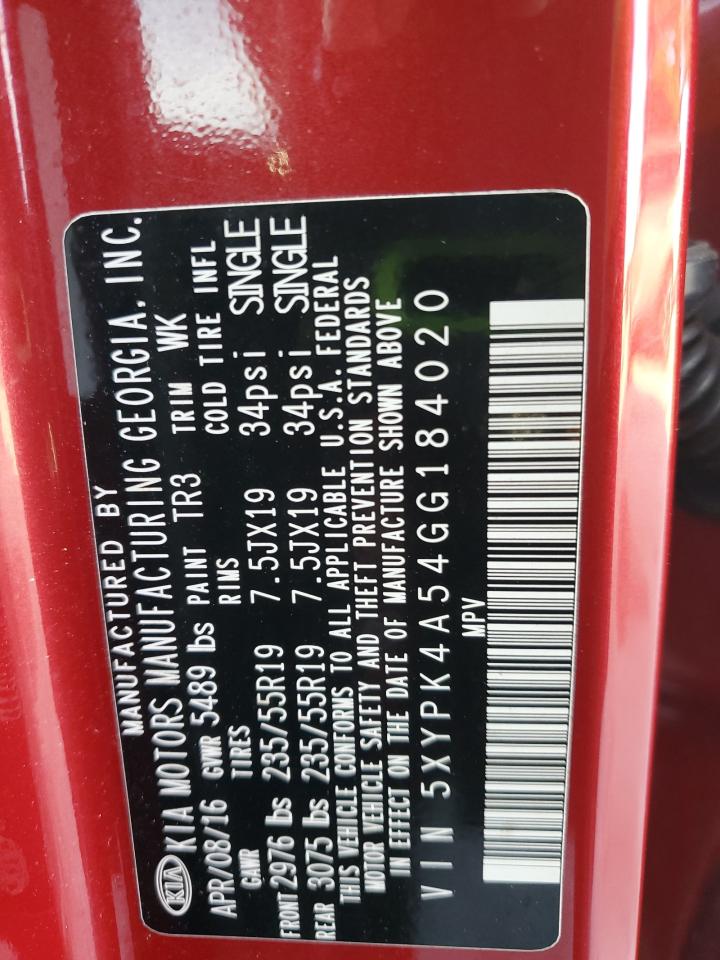 MANUFACTURED BY
KIA KIA MOTORS MANUFACTURING GEORGIA, INC.
APR/08/16 GVWR 5489 lbs PAINT TR3 TRIM WK
GAWR TIRES RIMS COLD TIRE INFL
FRONT 2976 lbs 235/55R19 7.5JX19 34psi SINGLE
REAR 3075 lbs 235/55R19 7.5JX19 34psi SINGLE
THIS VEHICLE CONFORMS TO ALL APPLICABLE U.S.A. FEDERAL
MOTOR VEHICLE SAFETY AND THEFT PREVENTION STANDARDS
IN EFFECT ON THE DATE OF MANUFACTURE SHOWN ABOVE
VIN 5XYPK4A54GG184020
MPV